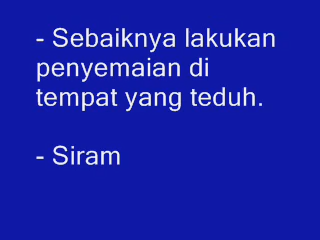 - Sebaiknya lakukan
penyemaian di
tempat yang teduh.
- Siram